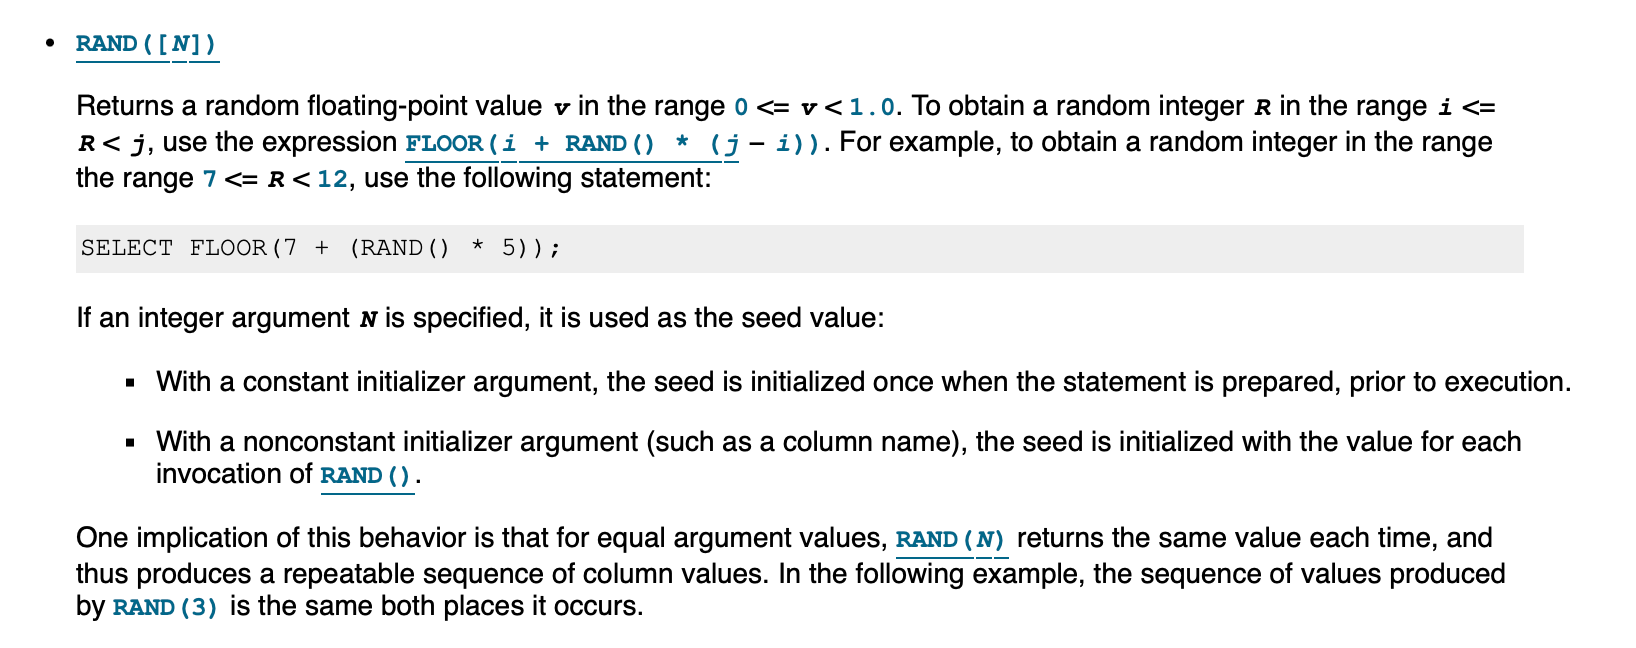 • RAND([N])
Returns a random floating-point value v in the range 0 <= v < 1.0. To obtain a random integer R in the range i <=
R < j, use the expression FLOOR(i + RAND() * (j − i)). For example, to obtain a random integer in the range
the range 7 <= R < 12, use the following statement:
SELECT FLOOR(7 + (RAND() * 5));
If an integer argument N is specified, it is used as the seed value:
▪ With a constant initializer argument, the seed is initialized once when the statement is prepared, prior to execution.
▪ With a nonconstant initializer argument (such as a column name), the seed is initialized with the value for each
invocation of RAND().
One implication of this behavior is that for equal argument values, RAND(N) returns the same value each time, and
thus produces a repeatable sequence of column values. In the following example, the sequence of values produced
by RAND(3) is the same both places it occurs.